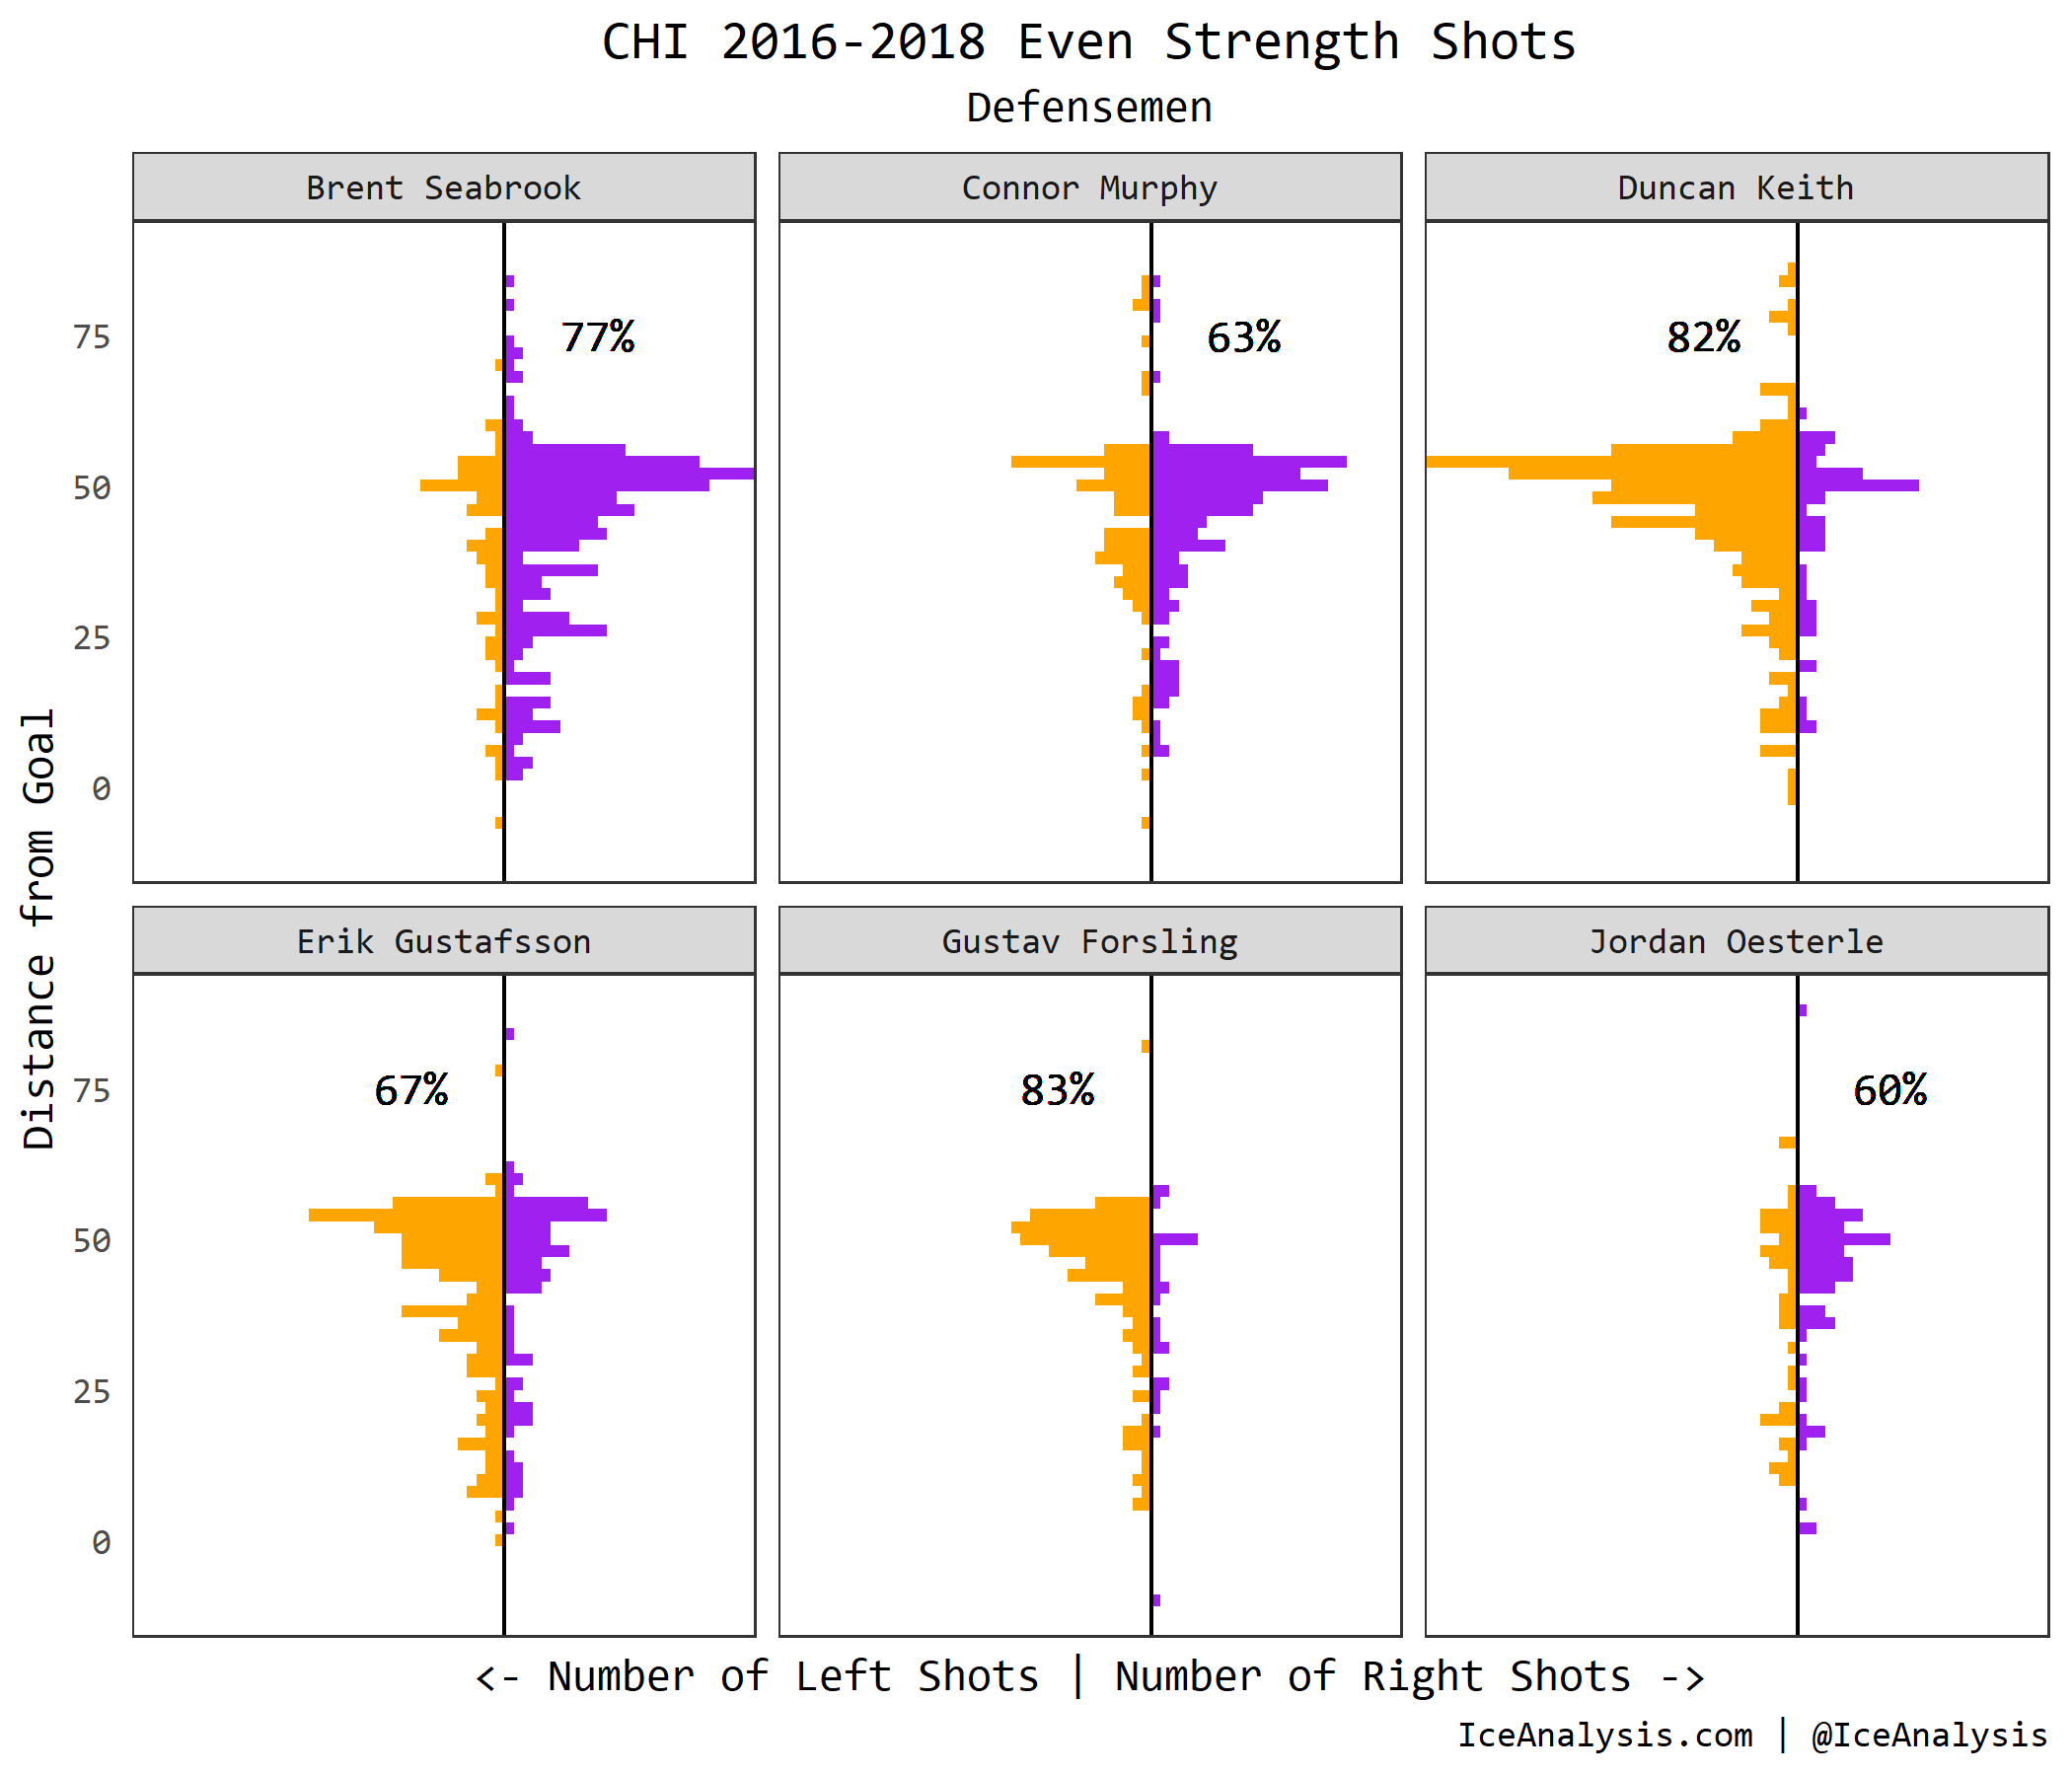 CHI 2016-2018 Even Strength Shots
Defensemen
Brent Seabrook
Connor Murphy
Duncan Keith
77%
63%
82%
75
50
25
0
Distance from Goal
Erik Gustafsson
Gustav Forsling
Jordan Oesterle
67%
83%
60%
75
50
25
0
<- Number of Left Shots | Number of Right Shots ->
IceAnalysis.com | @IceAnalysis